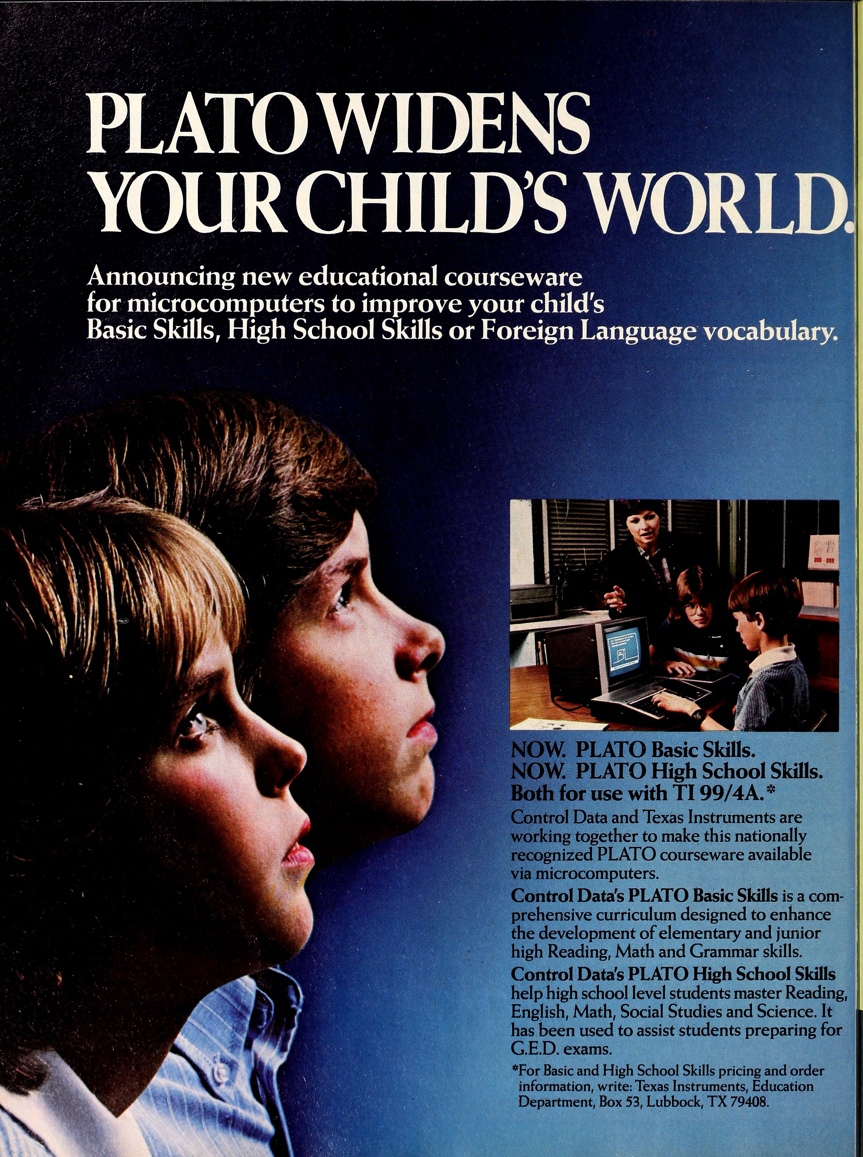 PLATO WIDENS
YOUR CHILD'S WORLD.
Announcing new educational courseware
for microcomputers to improve your child's
Basic Skills, High School Skills or Foreign Language vocabulary.
NOW. PLATO Basic Skills.
NOW. PLATO High School Skills.
Both for use with TI 99/4A.*
Control Data and Texas Instruments are
working together to make this nationally
recognized PLATO courseware available
via microcomputers.
Control Data's PLATO Basic Skills is a com-
prehensive curriculum designed to enhance
the development of elementary and junior
high Reading, Math and Grammar skills.
Control Data's PLATO High School Skills
help high school level students master Reading,
English, Math, Social Studies and Science. It
has been used to assist students preparing for
G.E.D. exams.
*For Basic and High School Skills pricing and order
information, write: Texas Instruments, Education
Department, Box 53, Lubbock, TX 79408.